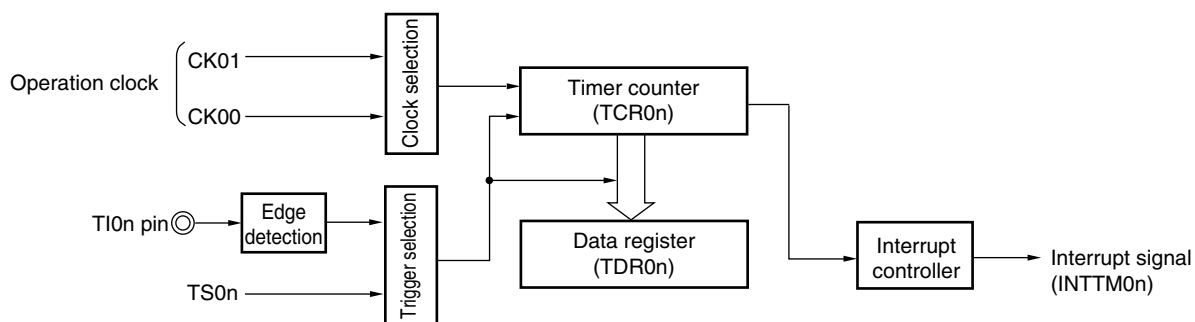 Operation clock
CK01
CK00
Clock selection
Timer counter
(TCR0n)
TI0n pin
Edge
detection
TS0n
Trigger selection
Data register
(TDR0n)
Interrupt
controller
Interrupt signal
(INTTM0n)